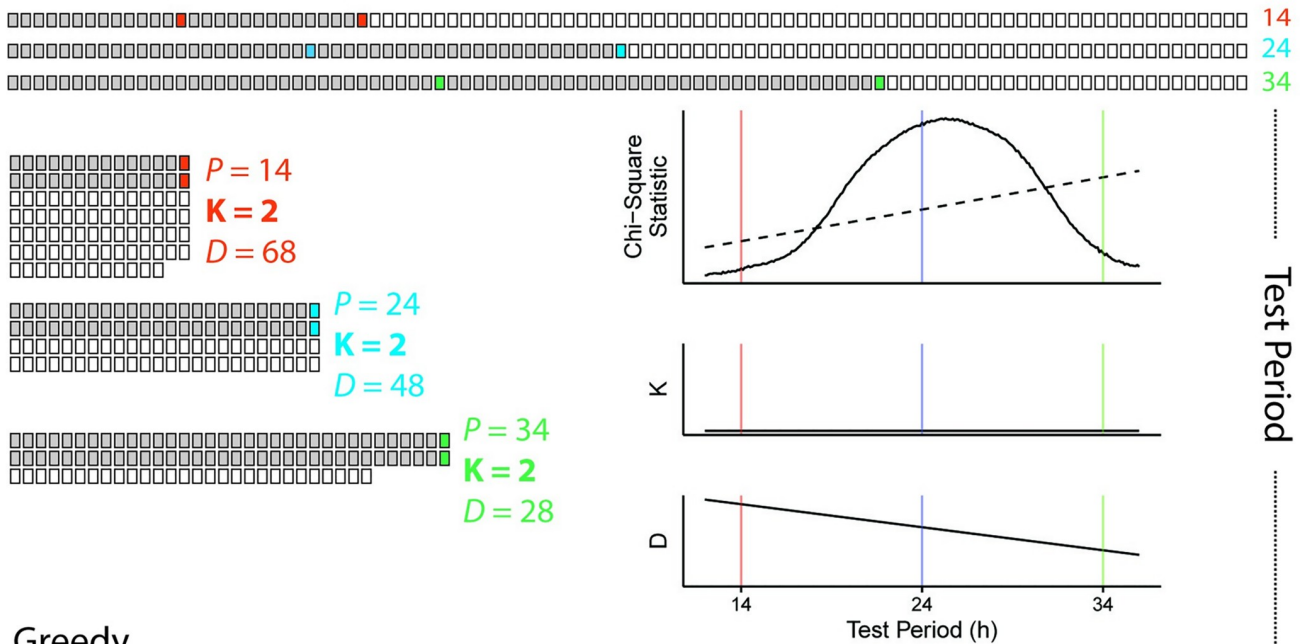 14
24
34
P = 14
K = 2
D = 68
P = 24
K = 2
D = 48
P = 34
K = 2
D = 28
Chi-Square
Statistic
K
D
14
24
34
Test Period (h)
Test Period
Greedy